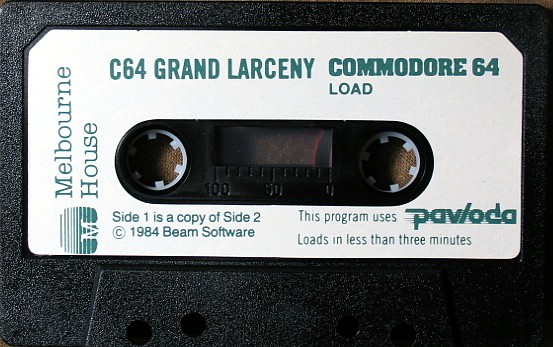 C64 GRAND LARCENY COMMODORE 64
LOAD
Melbourne
House
100 50 0
Side 1 is a copy of Side 2
© 1984 Beam Software
This program uses pavloda
Loads in less than three minutes